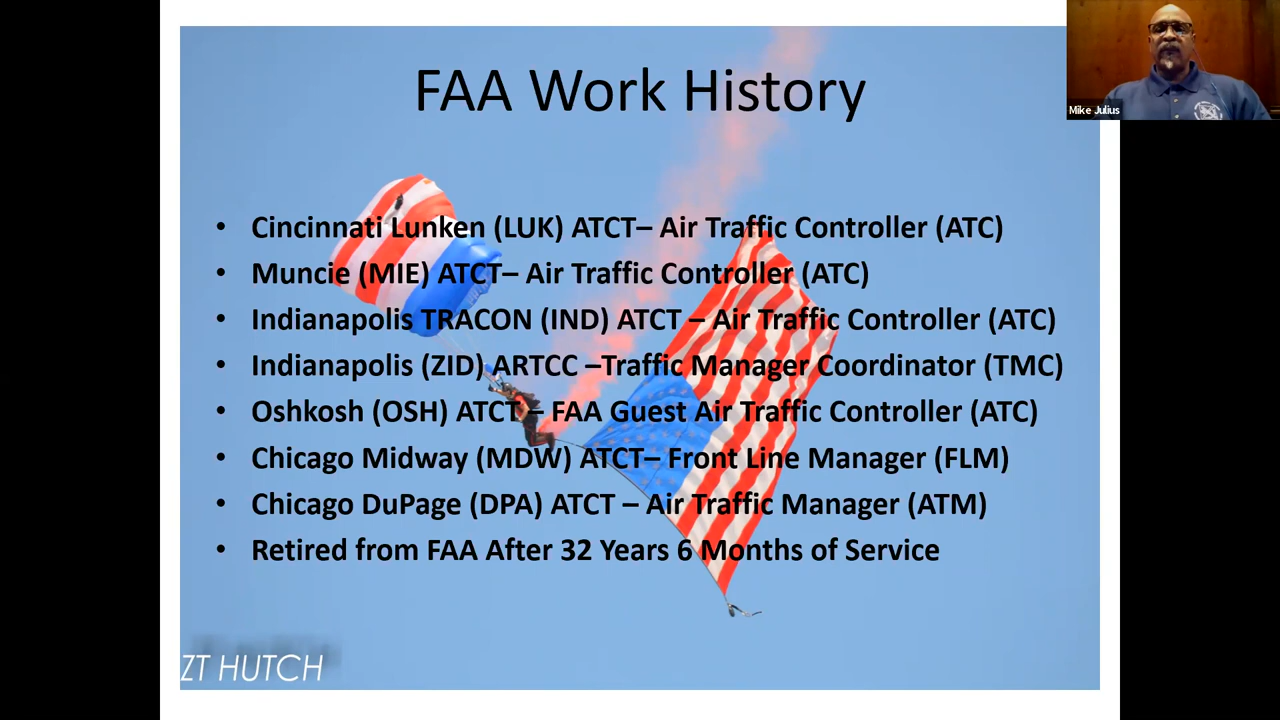 FAA Work History
Mike Julius
• Cincinnati Lunken (LUK) ATCT– Air Traffic Controller (ATC)
• Muncie (MIE) ATCT– Air Traffic Controller (ATC)
• Indianapolis TRACON (IND) ATCT – Air Traffic Controller (ATC)
• Indianapolis (ZID) ARTCC –Traffic Manager Coordinator (TMC)
• Oshkosh (OSH) ATCT – FAA Guest Air Traffic Controller (ATC)
• Chicago Midway (MDW) ATCT– Front Line Manager (FLM)
• Chicago DuPage (DPA) ATCT – Air Traffic Manager (ATM)
• Retired from FAA After 32 Years 6 Months of Service
ZT HUTCH